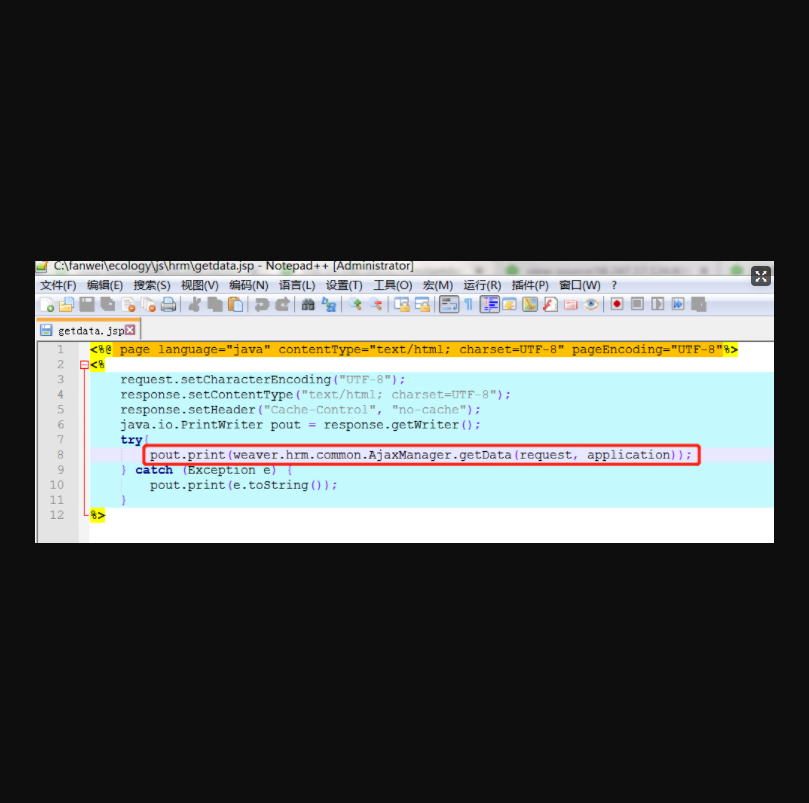 C:\fanwei\ecology\js\hrm\getdata.jsp - Notepad++ [Administrator]
文件(F) 编辑(E) 搜索(S) 视图(V) 编码(N) 语言(L) 设置(T) 工具(O) 宏(M) 运行(R) 插件(P) 窗口(W) ?
getdata.jsp
1 <%@ page language="java" contentType="text/html; charset=UTF-8" pageEncoding="UTF-8"%>
2 <%
3 request.setCharacterEncoding("UTF-8");
4 response.setContentType("text/html; charset=UTF-8");
5 response.setHeader("Cache-Control", "no-cache");
6 java.io.PrintWriter pout = response.getWriter();
7 try{
8 pout.print(weaver.hrm.common.AjaxManager.getData(request, application));
9 } catch (Exception e) {
10 pout.print(e.toString());
11 }
12 %>